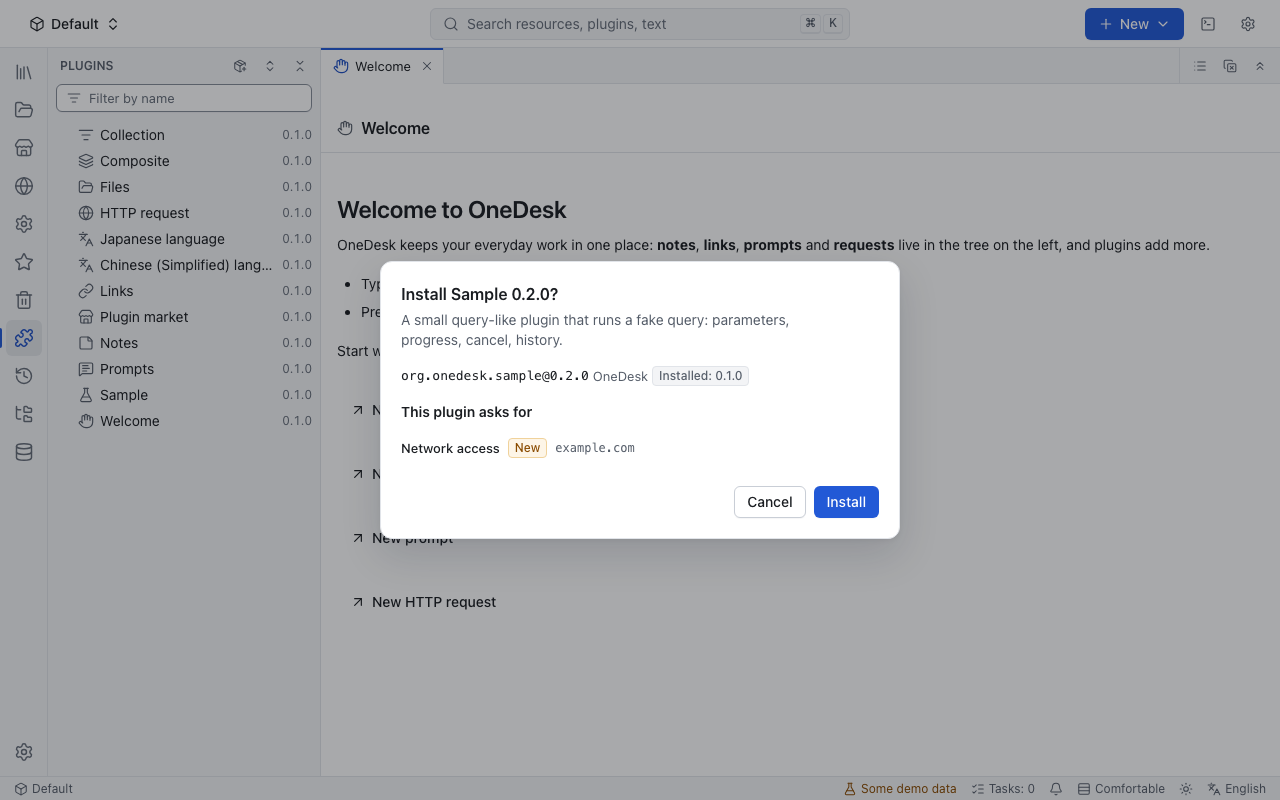 Default
Search resources, plugins, text
⌘ K
New
PLUGINS
Filter by name
Collection 0.1.0
Composite 0.1.0
Files 0.1.0
HTTP request 0.1.0
Japanese language 0.1.0
Chinese (Simplified) lang... 0.1.0
Links 0.1.0
Plugin market 0.1.0
Notes 0.1.0
Prompts 0.1.0
Sample 0.1.0
Welcome 0.1.0
Welcome
Welcome
Welcome to OneDesk
OneDesk keeps your everyday work in one place: notes, links, prompts and requests live in the tree on the left, and plugins add more.
Start
Install Sample 0.2.0?
A small query-like plugin that runs a fake query: parameters,
progress, cancel, history.
org.onedesk.sample@0.2.0 OneDesk Installed: 0.1.0
This plugin asks for
Network access New example.com
Cancel Install
New prompt
New HTTP request
Default
Some demo data
Tasks: 0
Comfortable
English